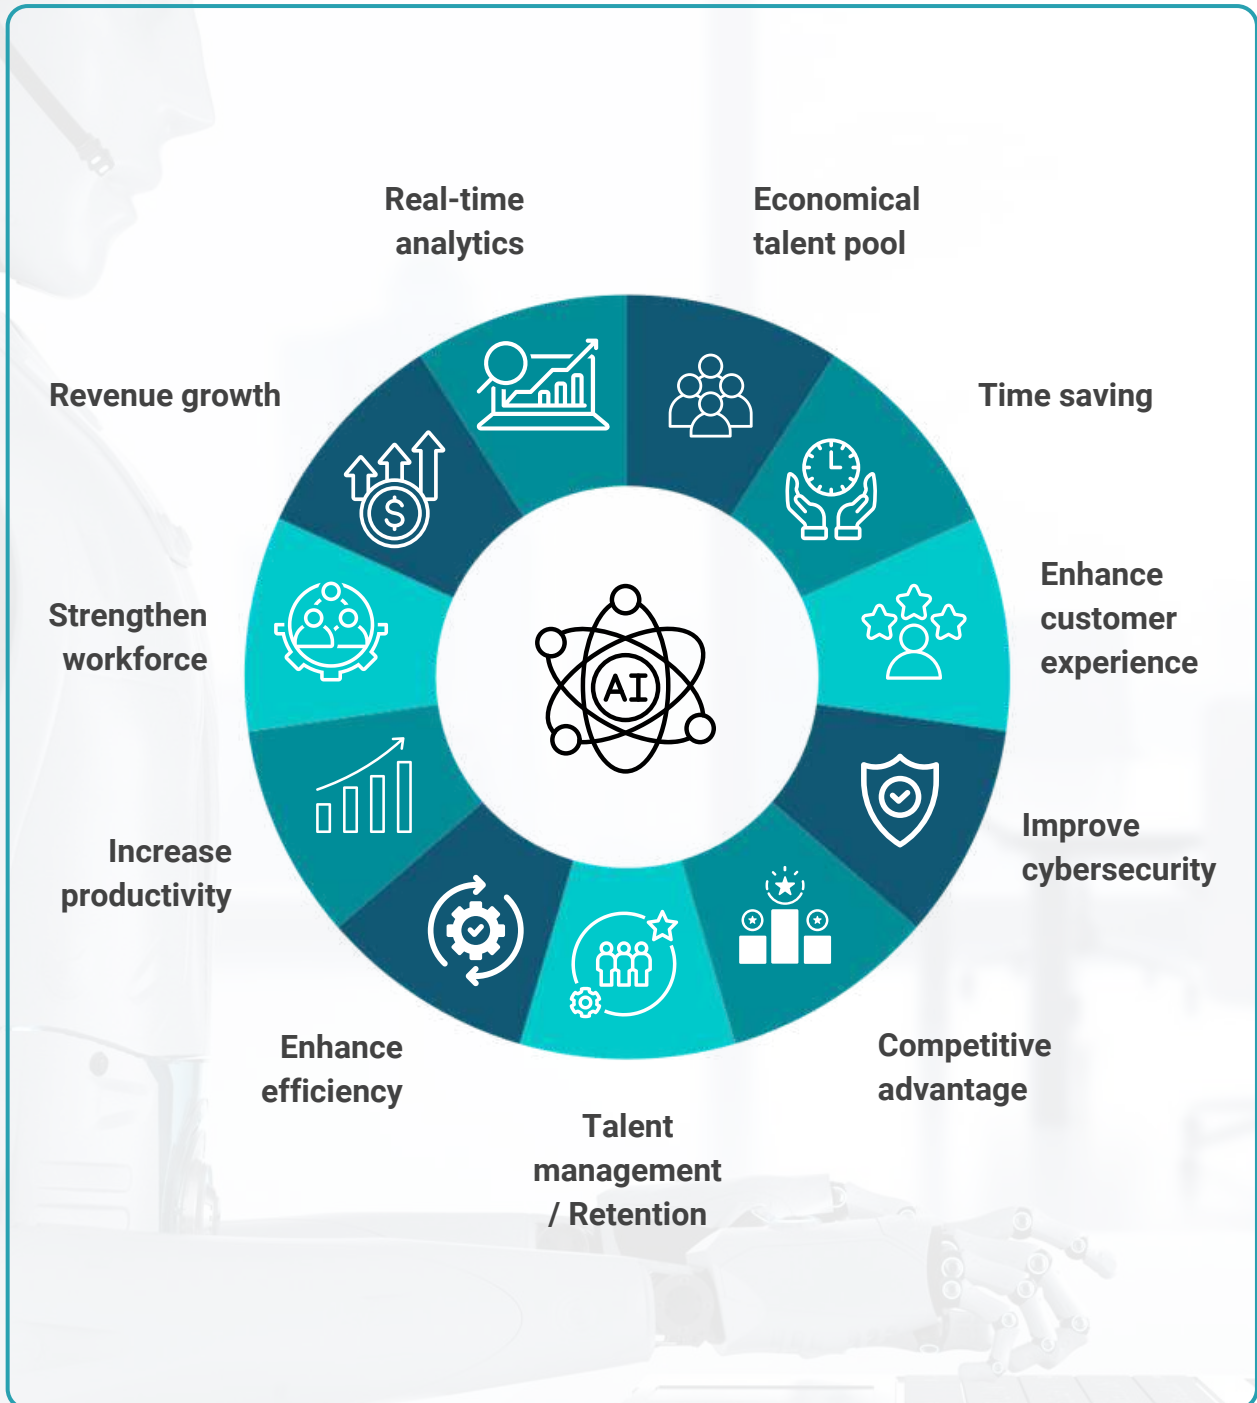 Real-time
analytics
Economical
talent pool
Revenue growth
Time saving
Enhance
customer
experience
Strengthen
workforce
AI
$
Improve
cybersecurity
Increase
productivity
Competitive
advantage
Enhance
efficiency
Talent
management
/ Retention